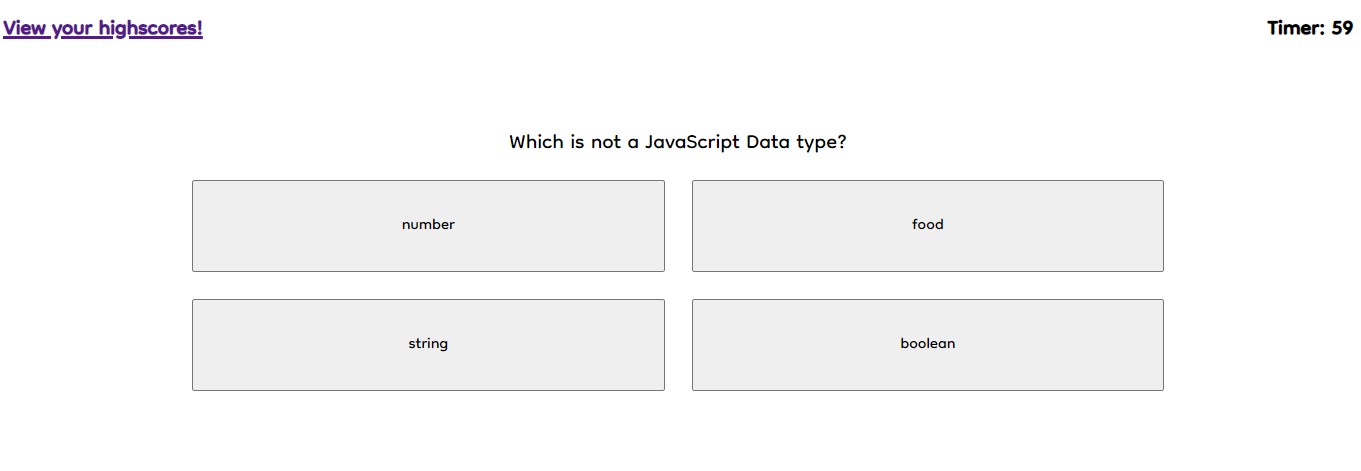 View your highscores!
Timer: 59
Which is not a JavaScript Data type?
number
food
string
boolean